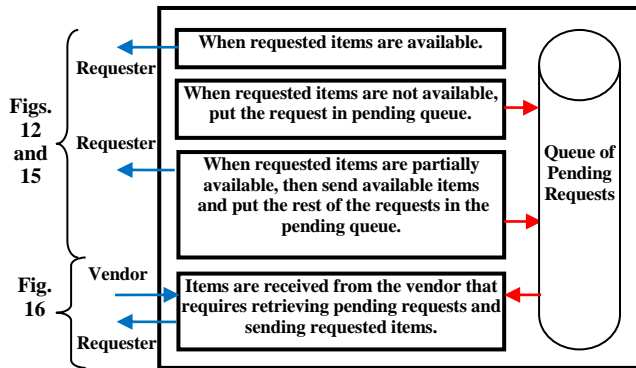 When requested items are available.
Requester
When requested items are not available,
put the request in pending queue.
Figs.
12
and
15
Requester
When requested items are partially
available, then send available items
and put the rest of the requests in the
pending queue.
Queue of
Pending
Requests
Fig.
16
Vendor
Items are received from the vendor that
requires retrieving pending requests and
sending requested items.
Requester